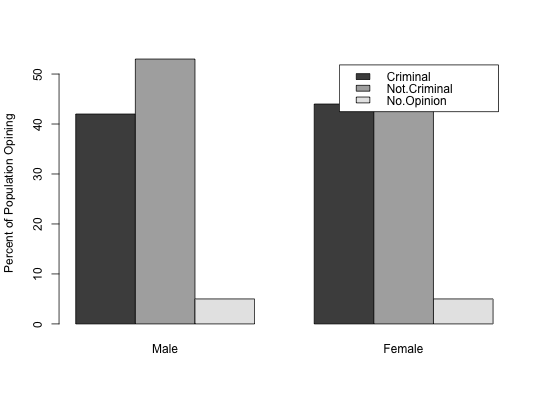 Percent of Population Opining
50
40
30
20
10
0
Criminal
Not.Criminal
No.Opinion
Male
Female